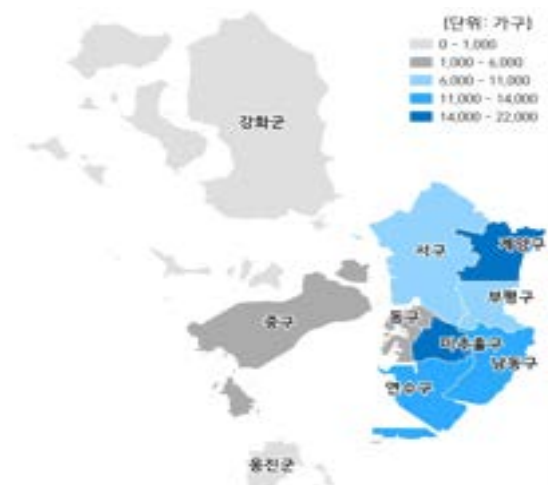 (단위: 가구)
0 - 1,000
1,000 - 6,000
6,000 - 11,000
11,000 - 14,000
14,000 - 22,000
강화군
계양구
서구
부평구
동구
중구
미추홀구
남동구
연수구
옹진군